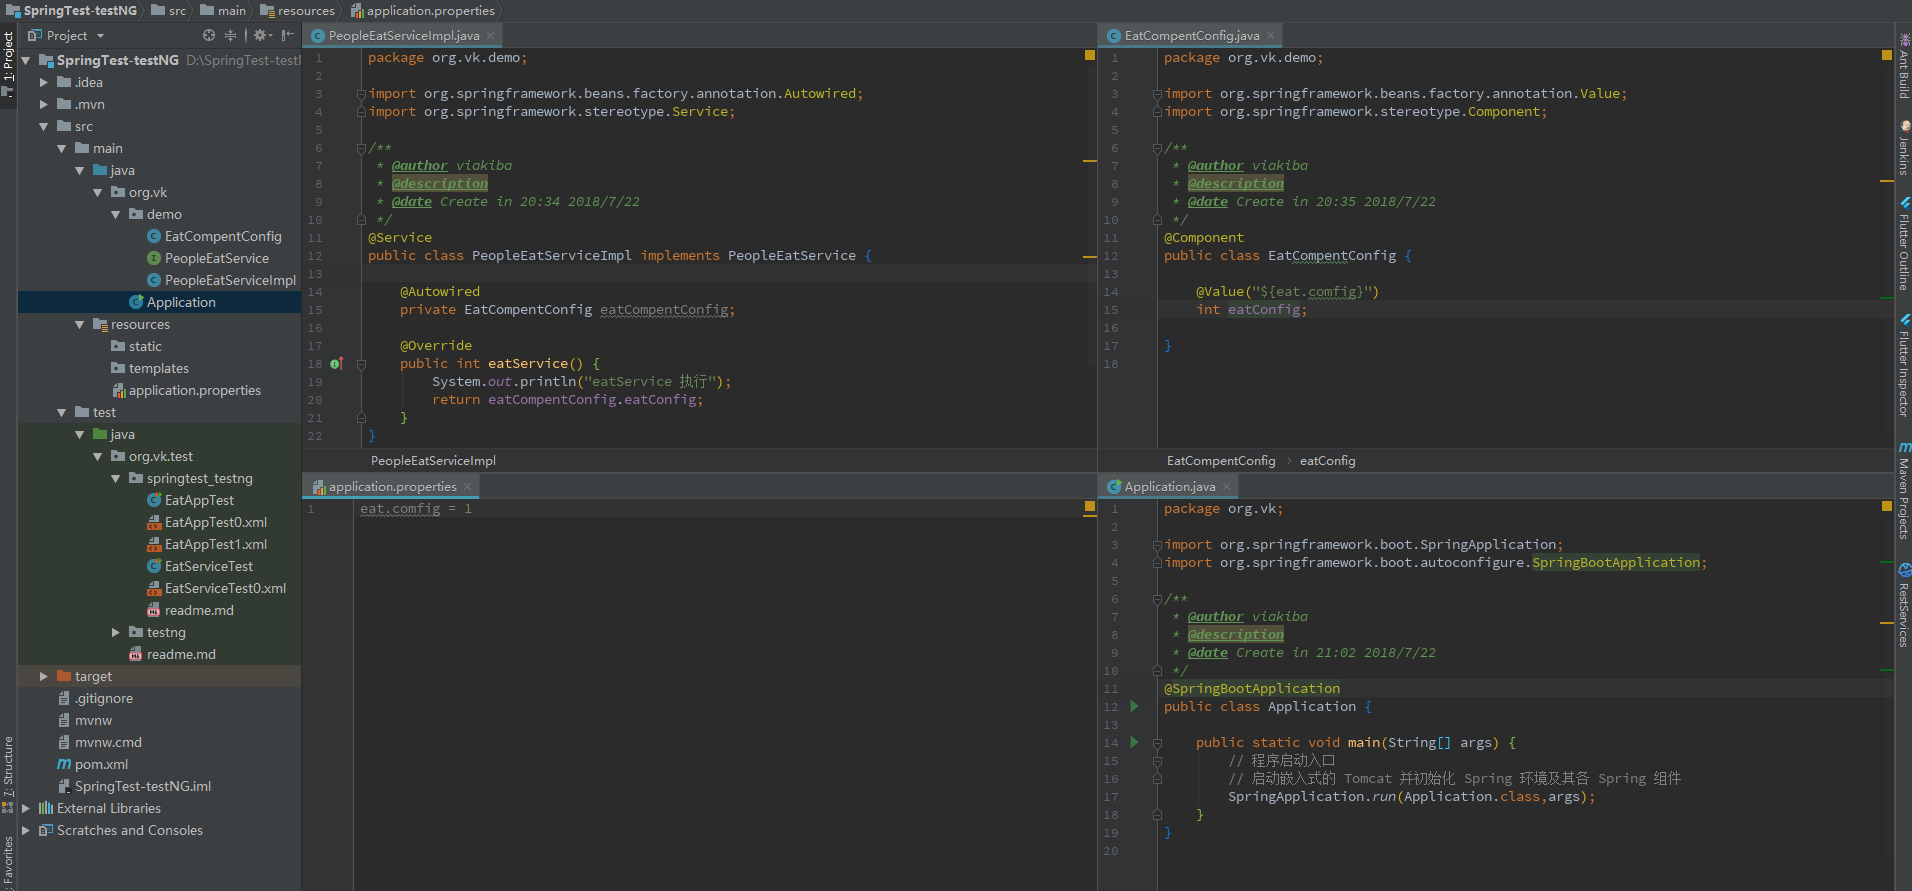 SpringTest-testNG
src
main
resources
application.properties
1: Project
7: Structure
Favorites
Project
SpringTest-testNG D:\SpringTest-test
.idea
.mvn
src
main
java
org.vk
demo
EatCompentConfig
PeopleEatService
PeopleEatServiceImpl
Application
resources
static
templates
application.properties
test
java
org.vk.test
springtest_testng
EatAppTest
EatAppTest0.xml
EatAppTest1.xml
EatServiceTest
EatServiceTest0.xml
readme.md
testng
readme.md
target
.gitignore
mvnw
mvnw.cmd
pom.xml
SpringTest-testNG.iml
External Libraries
Scratches and Consoles
PeopleEatServiceImpl.java
1 package org.vk.demo;
2
3 import org.springframework.beans.factory.annotation.Autowired;
4 import org.springframework.stereotype.Service;
5
6 /**
7 * @author viakiba
8 * @description
9 * @date Create in 20:34 2018/7/22
10 */
11 @Service
12 public class PeopleEatServiceImpl implements PeopleEatService {
13
14 @Autowired
15 private EatCompentConfig eatCompentConfig;
16
17 @Override
18 public int eatService() {
19 System.out.println("eatService 执行");
20 return eatCompentConfig.eatConfig;
21 }
22 }
PeopleEatServiceImpl
EatCompentConfig.java
1 package org.vk.demo;
2
3 import org.springframework.beans.factory.annotation.Value;
4 import org.springframework.stereotype.Component;
5
6 /**
7 * @author viakiba
8 * @description
9 * @date Create in 20:35 2018/7/22
10 */
11 @Component
12 public class EatCompentConfig {
13
14 @Value("${eat.comfig}")
15 int eatConfig;
16
17 }
18
EatCompentConfig › eatConfig
application.properties
1 eat.comfig = 1
Application.java
1 package org.vk;
2
3 import org.springframework.boot.SpringApplication;
4 import org.springframework.boot.autoconfigure.SpringBootApplication;
5
6 /**
7 * @author viakiba
8 * @description
9 * @date Create in 21:02 2018/7/22
10 */
11 @SpringBootApplication
12 public class Application {
13
14 public static void main(String[] args) {
15 // 程序启动入口
16 // 启动嵌入式的 Tomcat 并初始化 Spring 环境及其各 Spring 组件
17 SpringApplication.run(Application.class,args);
18 }
19 }
20
Ant Build
Jenkins
Flutter Outline
Flutter Inspector
Maven Projects
RestServices